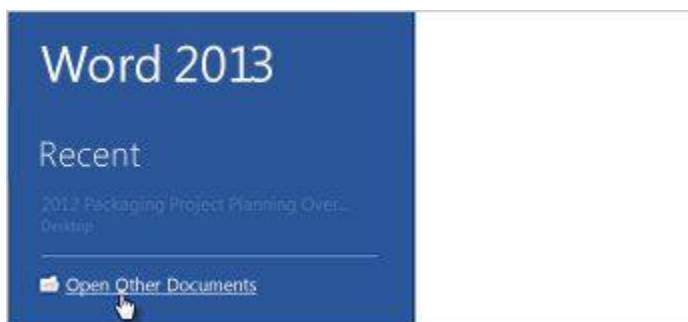 Word 2013
Recent
2012 Packaging Project Planning Over...
Desktop
Open Other Documents